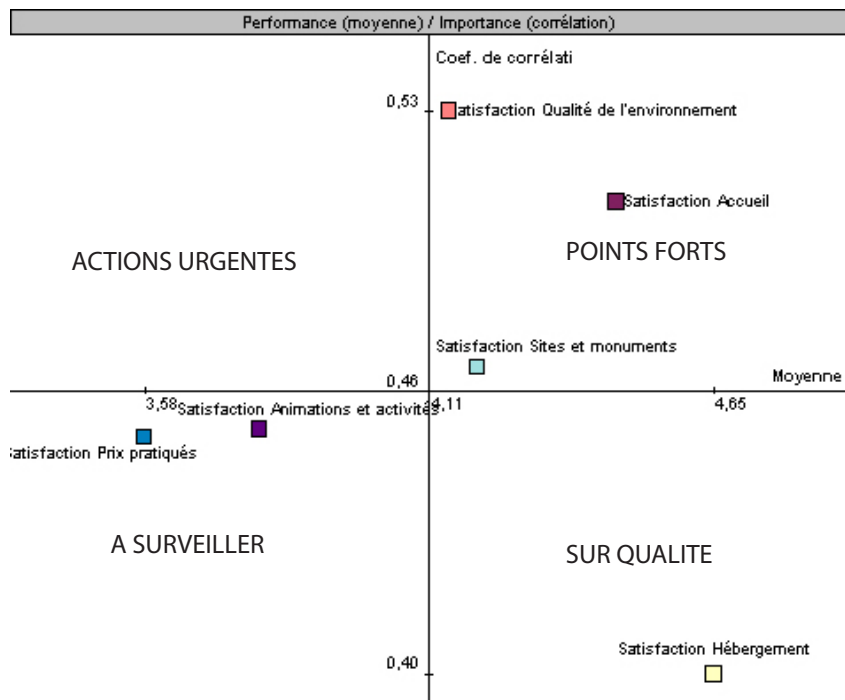 Performance (moyenne) / Importance (corrélation)
Coef. de corrélati
0,53
atisfaction Qualité de l'environnement
Satisfaction Accueil
ACTIONS URGENTES
POINTS FORTS
Satisfaction Sites et monuments
0,46
Moyenne
3,58
4,11
4,65
Satisfaction Animations et activités
atisfaction Prix pratiqués
A SURVEILLER
SUR QUALITE
Satisfaction Hébergement
0,40